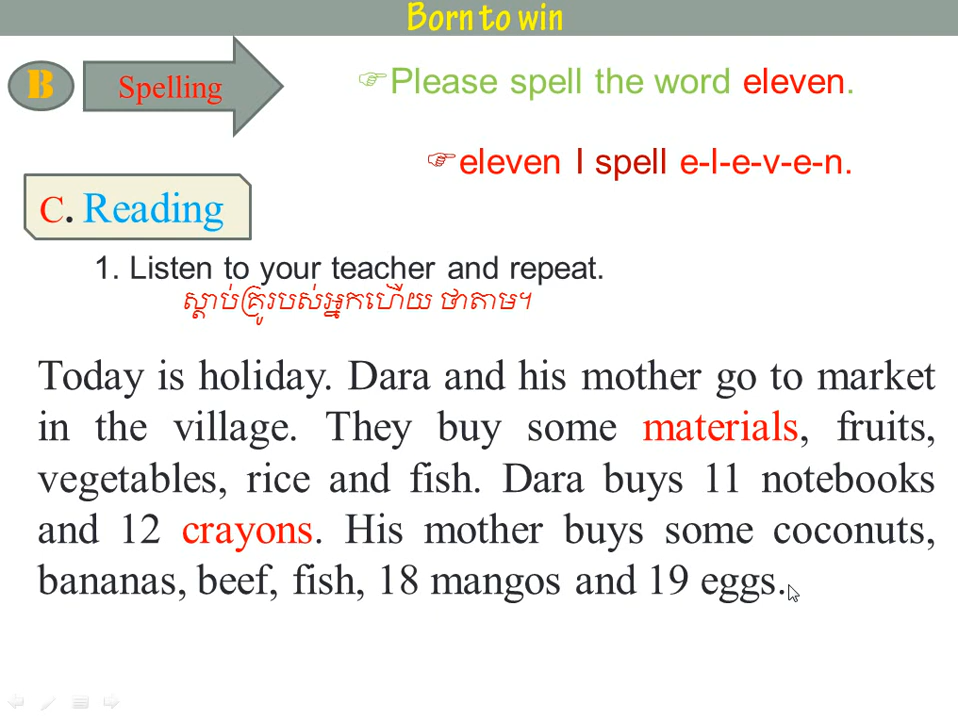 Born to win
B
Spelling
Please spell the word eleven.
eleven I spell e-l-e-v-e-n.
C. Reading
1. Listen to your teacher and repeat.
ស្ដាប់គ្រូរបស់អ្នកហើយ ថាតាម។
Today is holiday. Dara and his mother go to market
in the village. They buy some materials, fruits,
vegetables, rice and fish. Dara buys 11 notebooks
and 12 crayons. His mother buys some coconuts,
bananas, beef, fish, 18 mangos and 19 eggs.